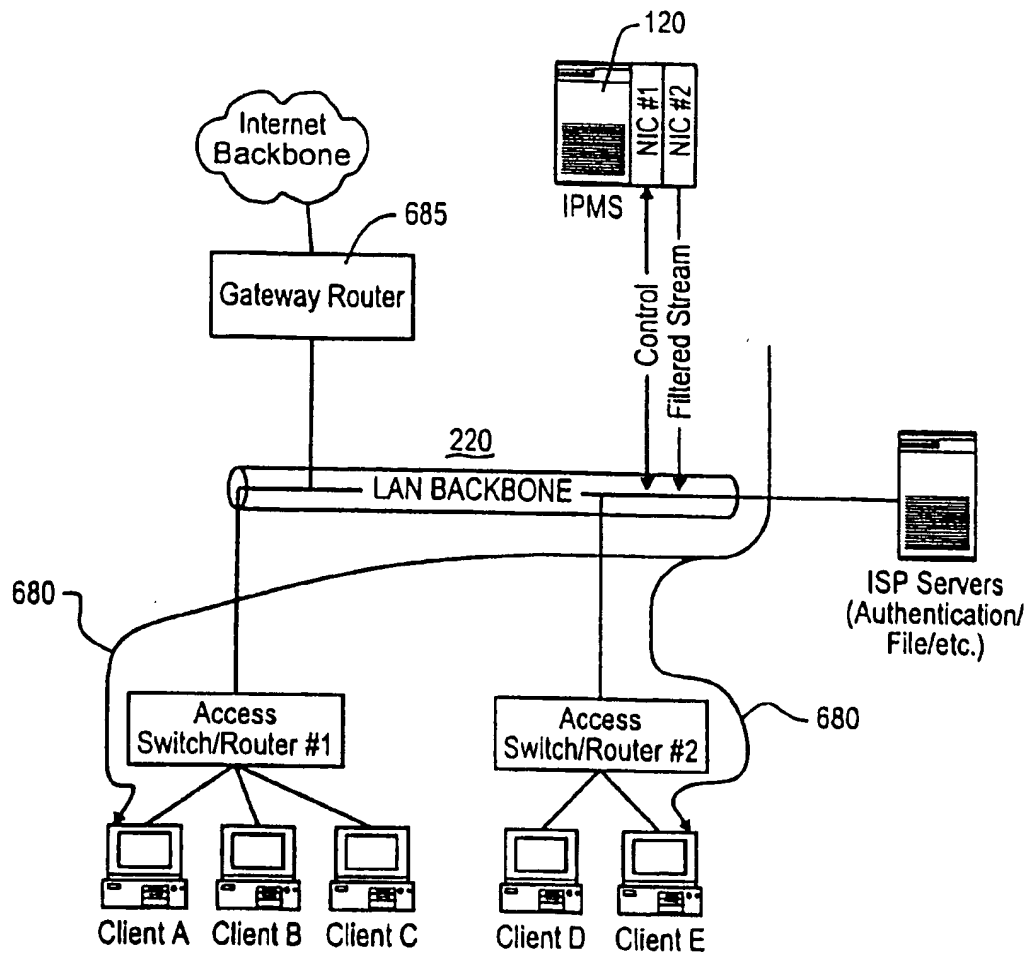 120
Internet
Backbone
NIC #1
NIC #2
IPMS
685
Gateway Router
Control
Filtered Stream
220
LAN BACKBONE
680
ISP Servers
(Authentication/
File/etc.)
Access
Switch/Router #1
Access
Switch/Router #2
680
Client A
Client B
Client C
Client D
Client E